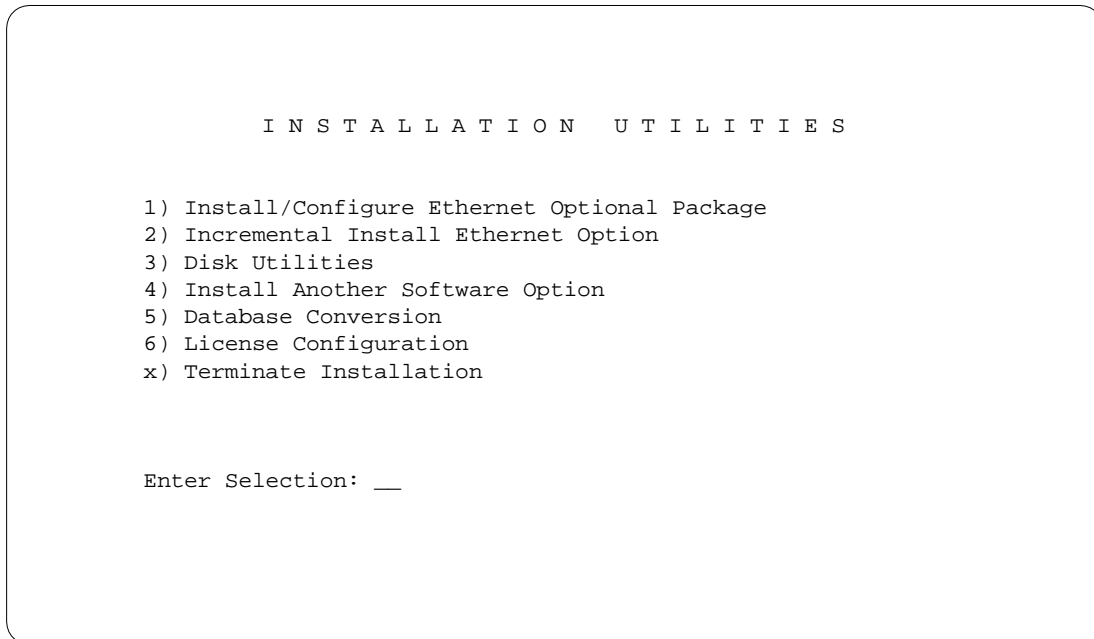 I N S T A L L A T I O N   U T I L I T I E S
1) Install/Configure Ethernet Optional Package
2) Incremental Install Ethernet Option
3) Disk Utilities
4) Install Another Software Option
5) Database Conversion
6) License Configuration
x) Terminate Installation
Enter Selection: __